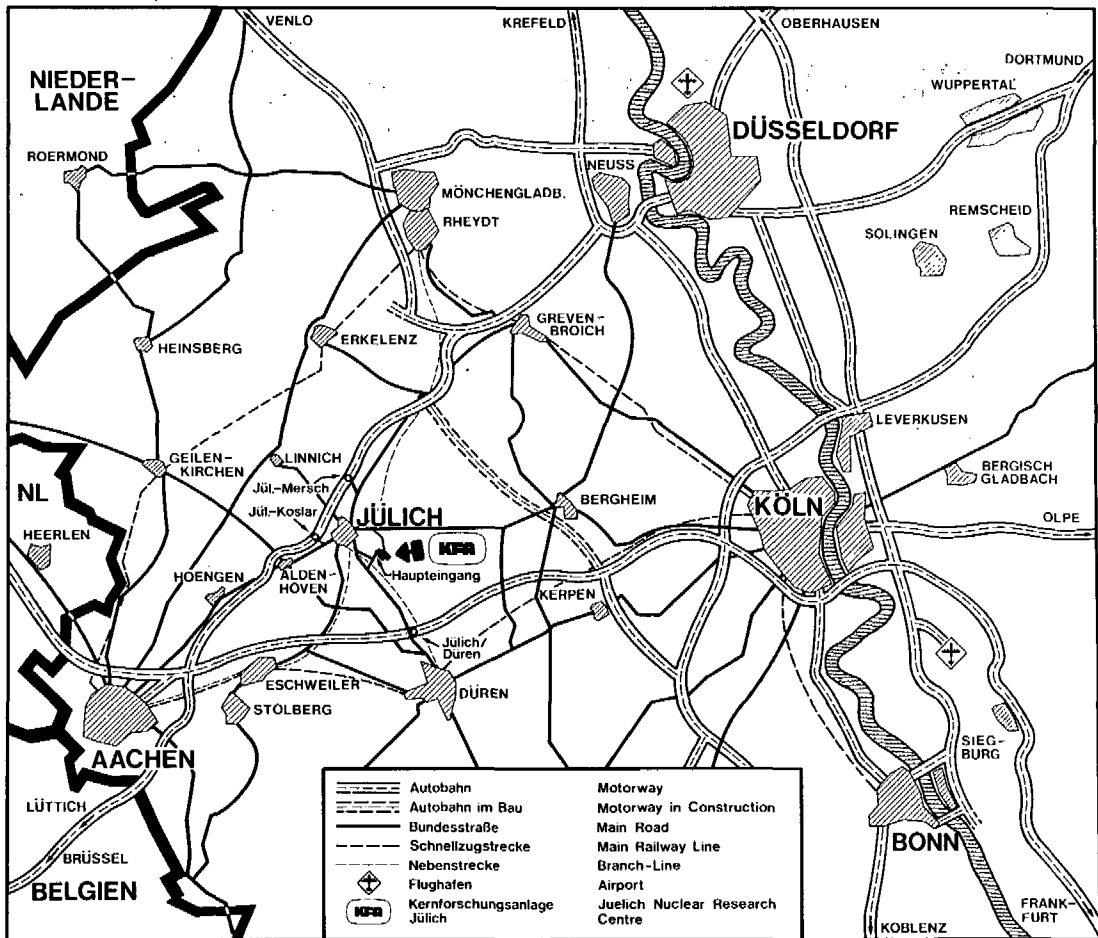 VENLO
KREFELD
OBERHAUSEN
DORTMUND
NIEDER-
LANDE
WUPPERTAL
DÜSSELDORF
ROERMOND
NEUSS
MÖNCHENGLADB.
RHEYDT
REMSCHEID
SOLINGEN
GREVEN-
BROICH
ERKELENZ
HEINSBERG
LEVERKUSEN
GEILEN-
KIRCHEN
LINNICH
BERGISCH
GLADBACH
NL
Jül.-Mersch
BERGHEIM
KÖLN
Jül.-Koslar
JÜLICH
OLPE
HEERLEN
KFA
Haupteingang
HOENGEN
ALDEN
HOVEN
KERPEN
Jülich/
Düren
ESCHWEILER
DÜREN
STOLBERG
SIEG-
BURG
AACHEN
LÜTTICH
BONN
BRÜSSEL
BELGIEN
FRANK-
FURT
KOBLENZ
Autobahn Motorway
Autobahn im Bau Motorway in Construction
Bundesstraße Main Road
Schnellzugstrecke Main Railway Line
Nebenstrecke Branch-Line
Flughafen Airport
KFA Kernforschungsanlage Juelich Nuclear Research
Jülich Centre